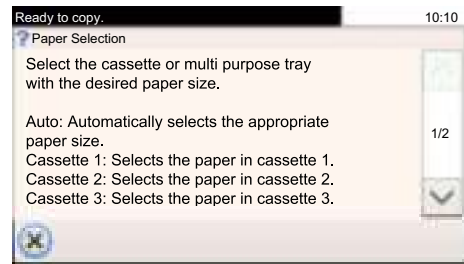 Ready to copy.
10:10
Paper Selection
Select the cassette or multi purpose tray
with the desired paper size.
Auto: Automatically selects the appropriate
paper size.
1/2
Cassette 1: Selects the paper in cassette 1.
Cassette 2: Selects the paper in cassette 2.
Cassette 3: Selects the paper in cassette 3.